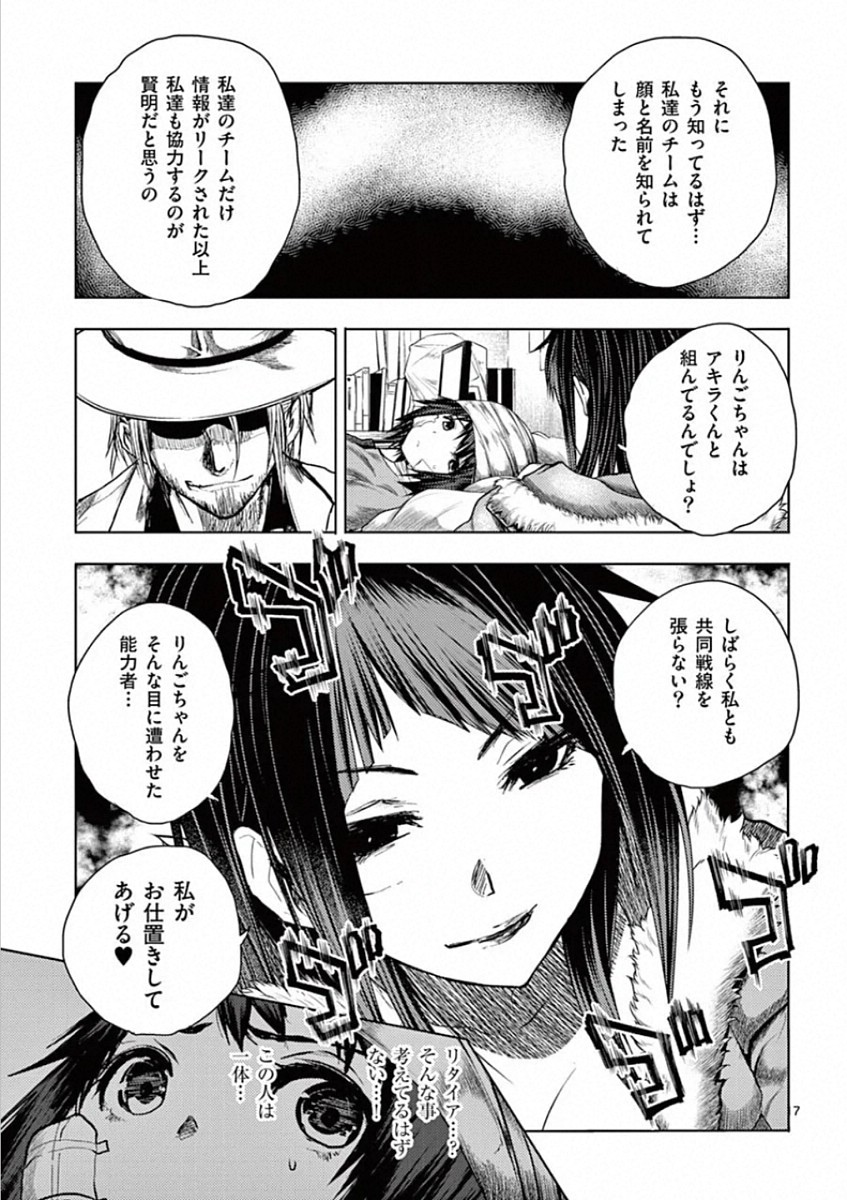 それに
もう知ってるはず…
私達のチームは
顔と名前を知られて
しまった
私達のチームだけ
情報がリークされた以上
私達も協力するのが
賢明だと思うの
りんごちゃんは
アキラくんと
組んでるんでしょ?
しばらく私とも
共同戦線を
張らない?
りんごちゃんを
そんな目に遭わせた
能力者…
私が
お仕置きして
あげる♥
リタイア…?
そんな事
考えてるはず
ない…!
この人は
一体…
7